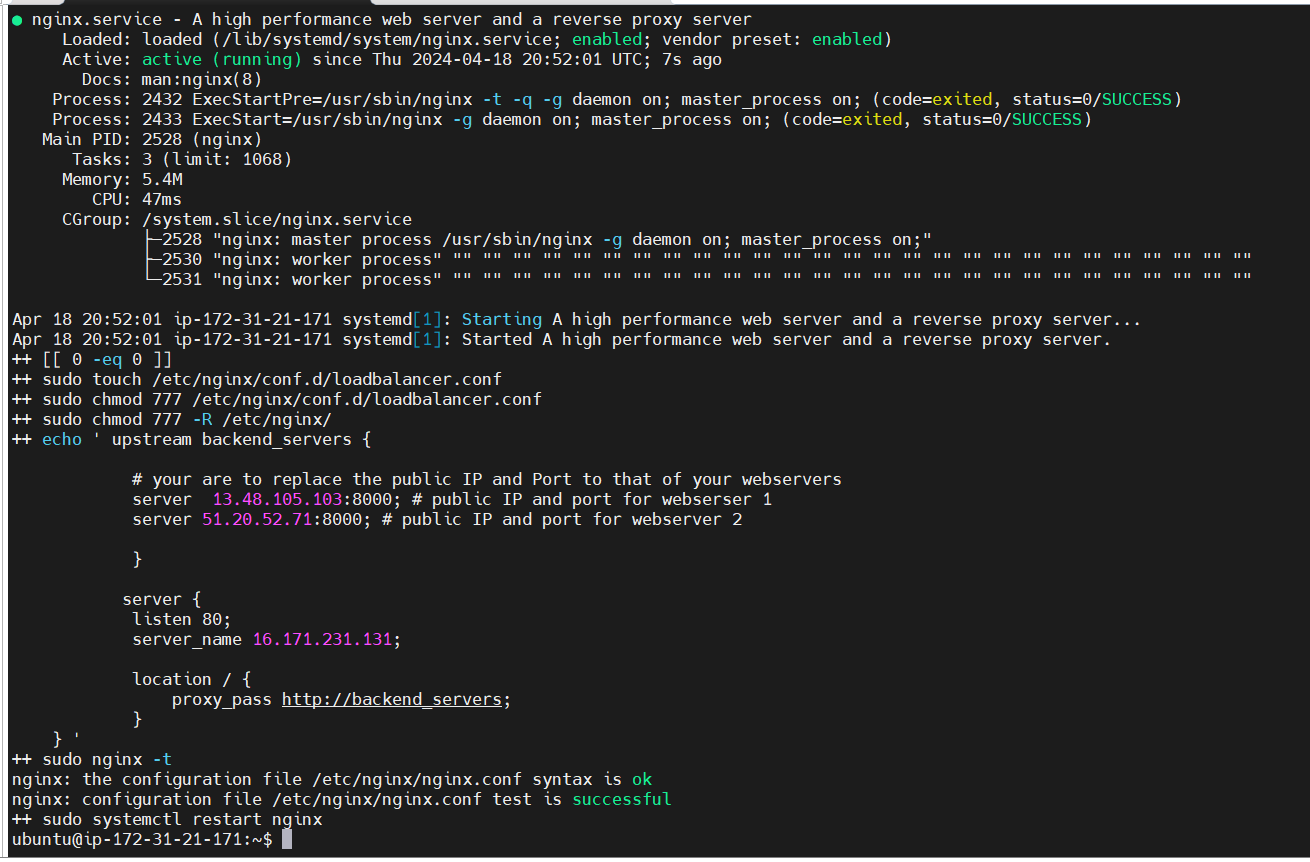 ● nginx.service - A high performance web server and a reverse proxy server
     Loaded: loaded (/lib/systemd/system/nginx.service; enabled; vendor preset: enabled)
     Active: active (running) since Thu 2024-04-18 20:52:01 UTC; 7s ago
       Docs: man:nginx(8)
    Process: 2432 ExecStartPre=/usr/sbin/nginx -t -q -g daemon on; master_process on; (code=exited, status=0/SUCCESS)
    Process: 2433 ExecStart=/usr/sbin/nginx -g daemon on; master_process on; (code=exited, status=0/SUCCESS)
   Main PID: 2528 (nginx)
      Tasks: 3 (limit: 1068)
     Memory: 5.4M
        CPU: 47ms
     CGroup: /system.slice/nginx.service
             ├─2528 "nginx: master process /usr/sbin/nginx -g daemon on; master_process on;"
             ├─2530 "nginx: worker process" "" "" "" "" "" "" "" "" "" "" "" "" "" "" "" "" "" "" "" "" "" "" "" "" "" "" ""
             └─2531 "nginx: worker process" "" "" "" "" "" "" "" "" "" "" "" "" "" "" "" "" "" "" "" "" "" "" "" "" "" "" ""

Apr 18 20:52:01 ip-172-31-21-171 systemd[1]: Starting A high performance web server and a reverse proxy server...
Apr 18 20:52:01 ip-172-31-21-171 systemd[1]: Started A high performance web server and a reverse proxy server.
++ [[ 0 -eq 0 ]]
++ sudo touch /etc/nginx/conf.d/loadbalancer.conf
++ sudo chmod 777 /etc/nginx/conf.d/loadbalancer.conf
++ sudo chmod 777 -R /etc/nginx/
++ echo ' upstream backend_servers {

            # your are to replace the public IP and Port to that of your webservers
            server  13.48.105.103:8000; # public IP and port for webserser 1
            server 51.20.52.71:8000; # public IP and port for webserver 2

            }

           server {
            listen 80;
            server_name 16.171.231.131;

            location / {
                proxy_pass http://backend_servers;
            }
    } '
++ sudo nginx -t
nginx: the configuration file /etc/nginx/nginx.conf syntax is ok
nginx: configuration file /etc/nginx/nginx.conf test is successful
++ sudo systemctl restart nginx
ubuntu@ip-172-31-21-171:~$